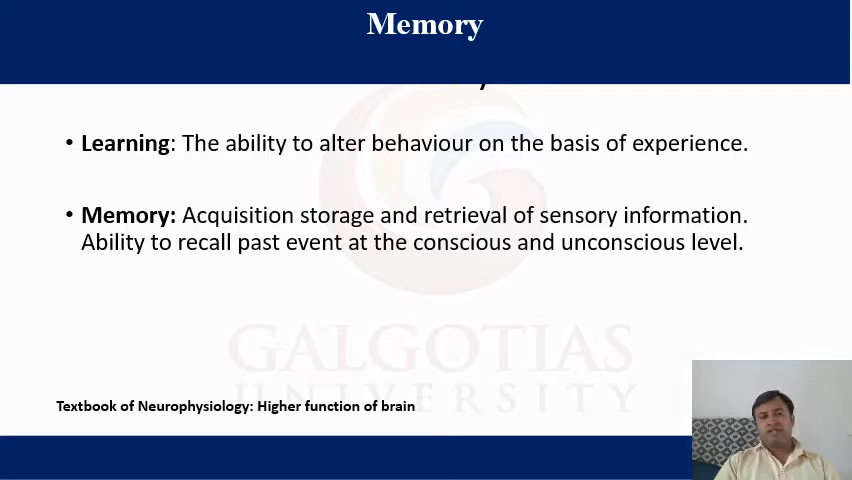 Memory
• Learning: The ability to alter behaviour on the basis of experience.
• Memory: Acquisition storage and retrieval of sensory information.
Ability to recall past event at the conscious and unconscious level.
GALGOTIAS
UNIVERSITY
Textbook of Neurophysiology: Higher function of brain